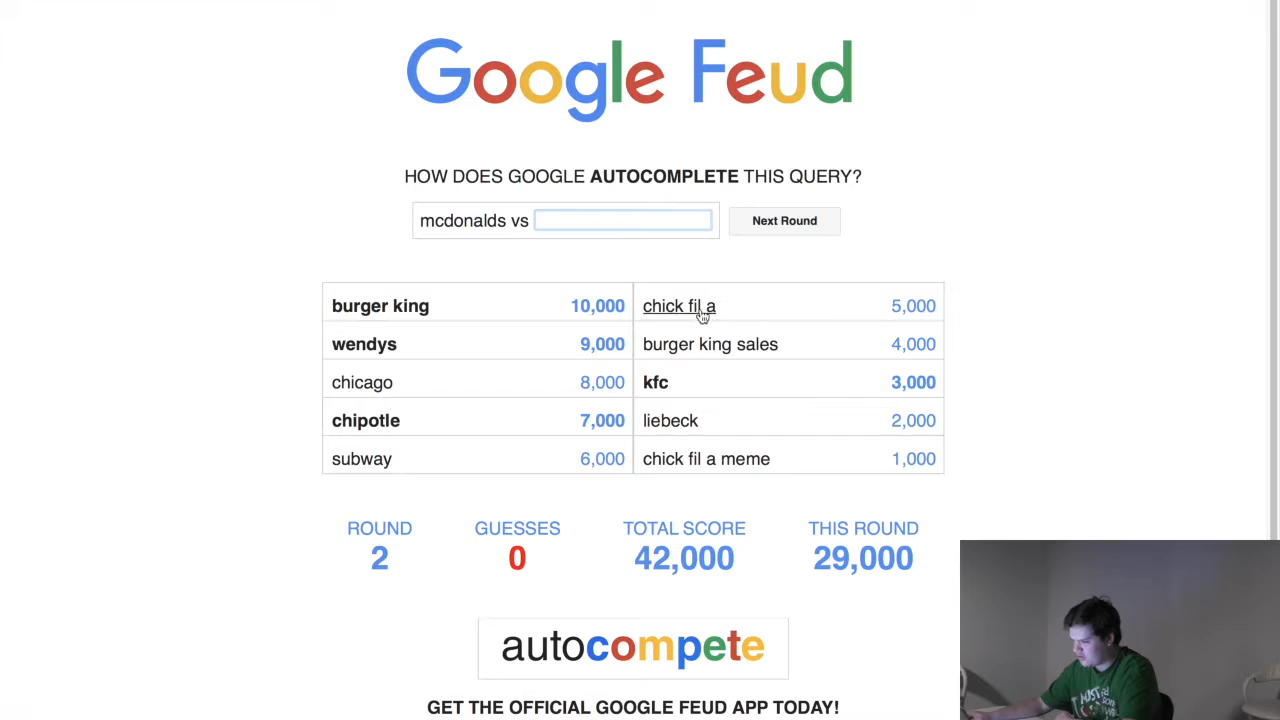 Google Feud
HOW DOES GOOGLE AUTOCOMPLETE THIS QUERY?
mcdonalds vs
Next Round
burger king 10,000
wendys 9,000
chicago 8,000
chipotle 7,000
subway 6,000
chick fil a 5,000
burger king sales 4,000
kfc 3,000
liebeck 2,000
chick fil a meme 1,000
ROUND GUESSES TOTAL SCORE THIS ROUND
2 0 42,000 29,000
autocompete
GET THE OFFICIAL GOOGLE FEUD APP TODAY!